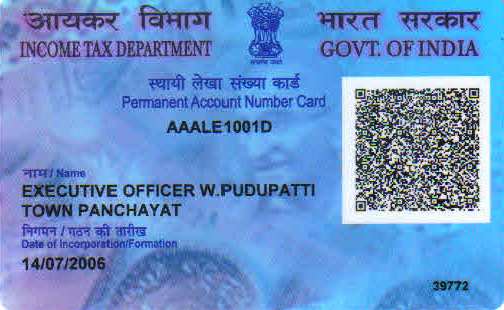 आयकर विभाग
INCOME TAX DEPARTMENT
भारत सरकार
GOVT. OF INDIA
स्थायी लेखा संख्या कार्ड
Permanent Account Number Card
AAALE1001D
नाम / Name
EXECUTIVE OFFICER W.PUDUPATTI
TOWN PANCHAYAT
निगमन / गठन की तारीख
Date of Incorporation/Formation
14/07/2006
39772